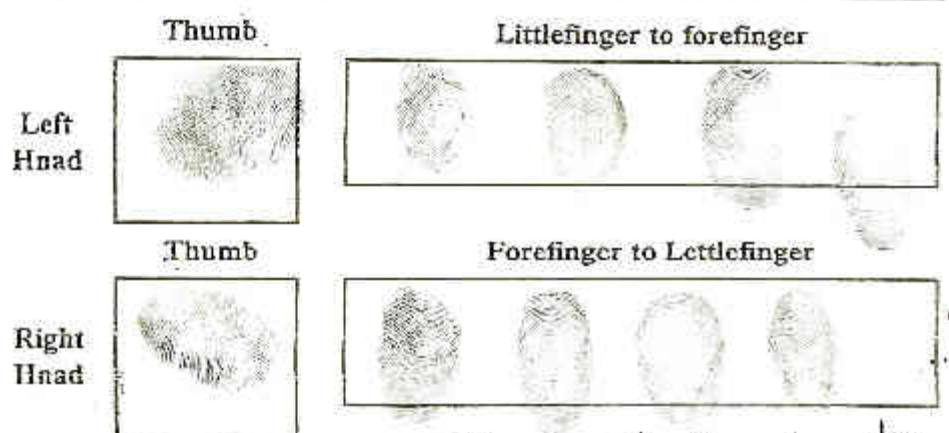 Thumb
Littlefinger to forefinger
Left
Hnad
Thumb
Forefinger to Lettlefinger
Right
Hnad